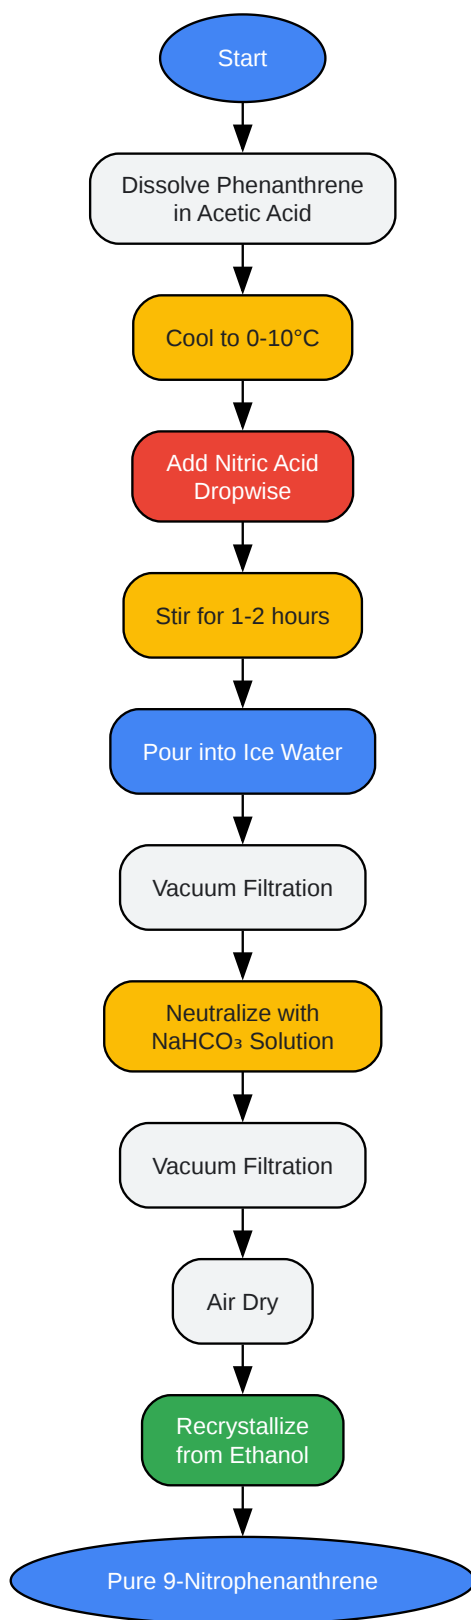 Start
Dissolve Phenanthrene
in Acetic Acid
Cool to 0-10°C
Add Nitric Acid
Dropwise
Stir for 1-2 hours
Pour into Ice Water
Vacuum Filtration
Neutralize with
NaHCO₃ Solution
Vacuum Filtration
Air Dry
Recrystallize
from Ethanol
Pure 9-Nitrophenanthrene